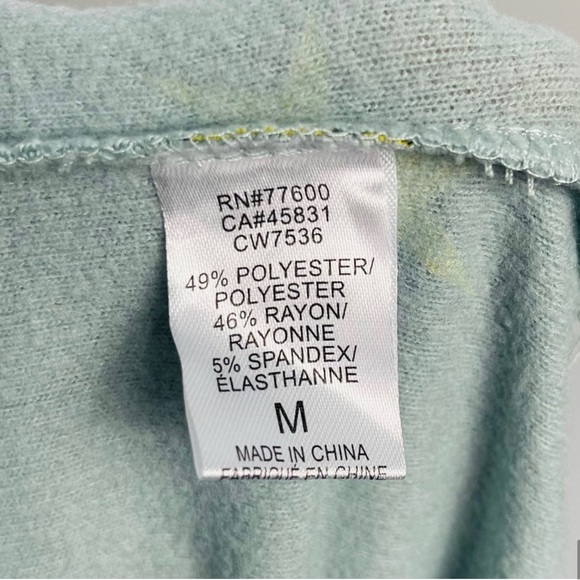 RN#77600
CA#45831
CW7536
49% POLYESTER/
POLYESTER
46% RAYON/
RAYONNE
5% SPANDEX/
ÉLASTHANNE
M
MADE IN CHINA
FABRIQUÉ EN CHINE